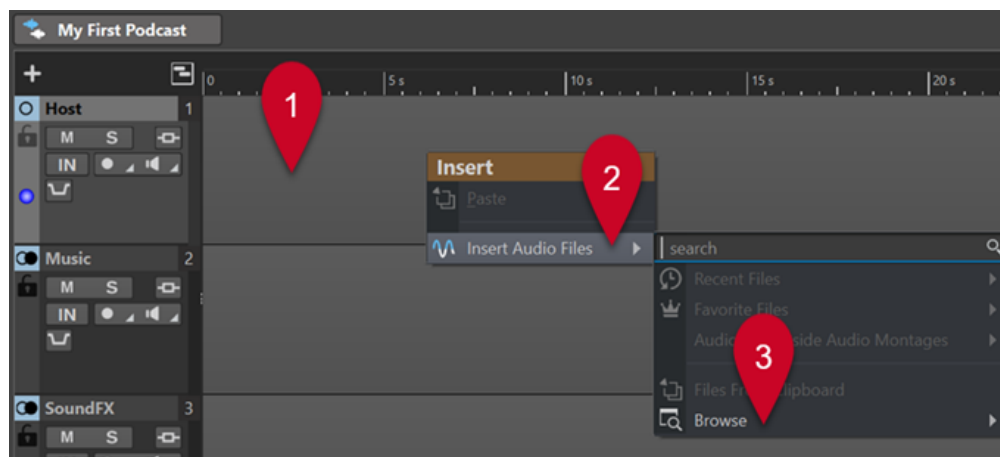 My First Podcast
0 5 s 10 s 15 s 20 s
Host 1
M S
IN
Insert
Paste
Insert Audio Files
search
Recent Files
Favorite Files
Audio side Audio Montages
Files Fr lipboard
Browse
Music 2
M S
IN
SoundFX 3
M S
1
2
3